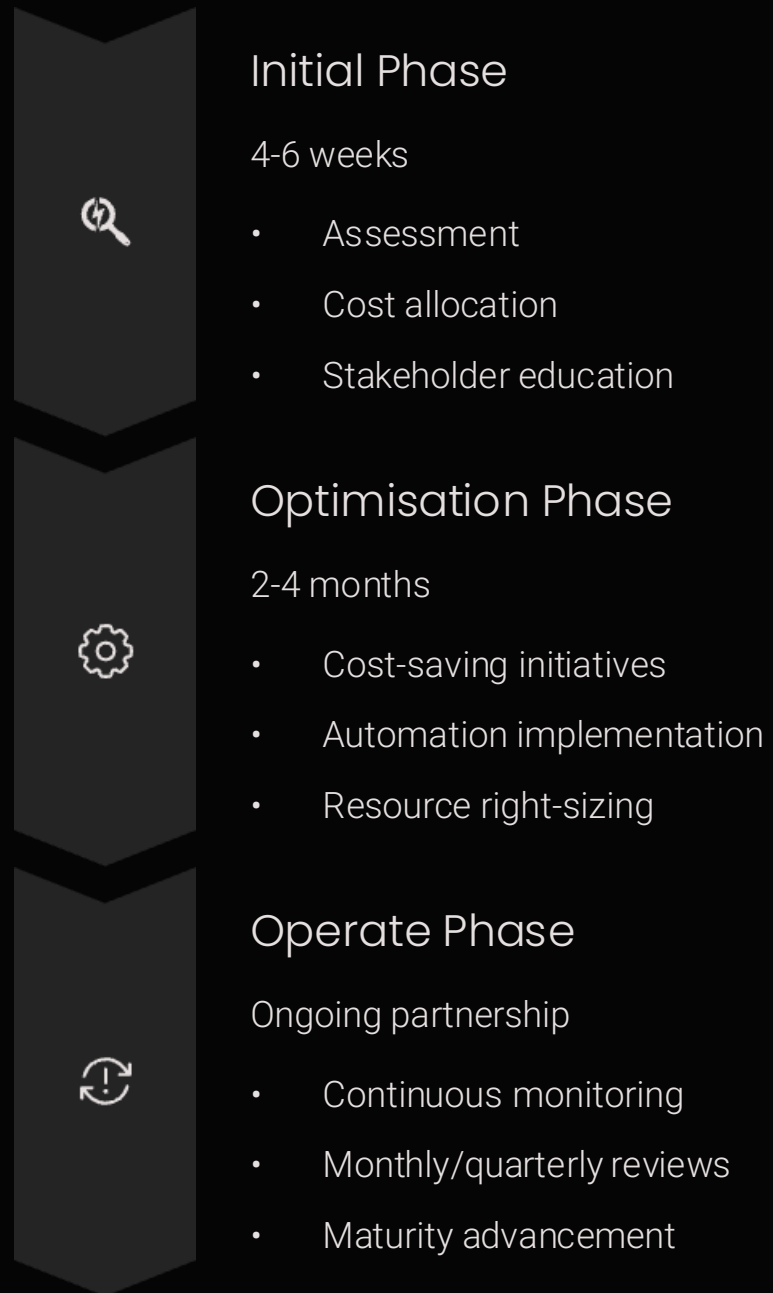 Initial Phase
4-6 weeks
• Assessment
• Cost allocation
• Stakeholder education
Optimisation Phase
2-4 months
• Cost-saving initiatives
• Automation implementation
• Resource right-sizing
Operate Phase
Ongoing partnership
• Continuous monitoring
• Monthly/quarterly reviews
• Maturity advancement